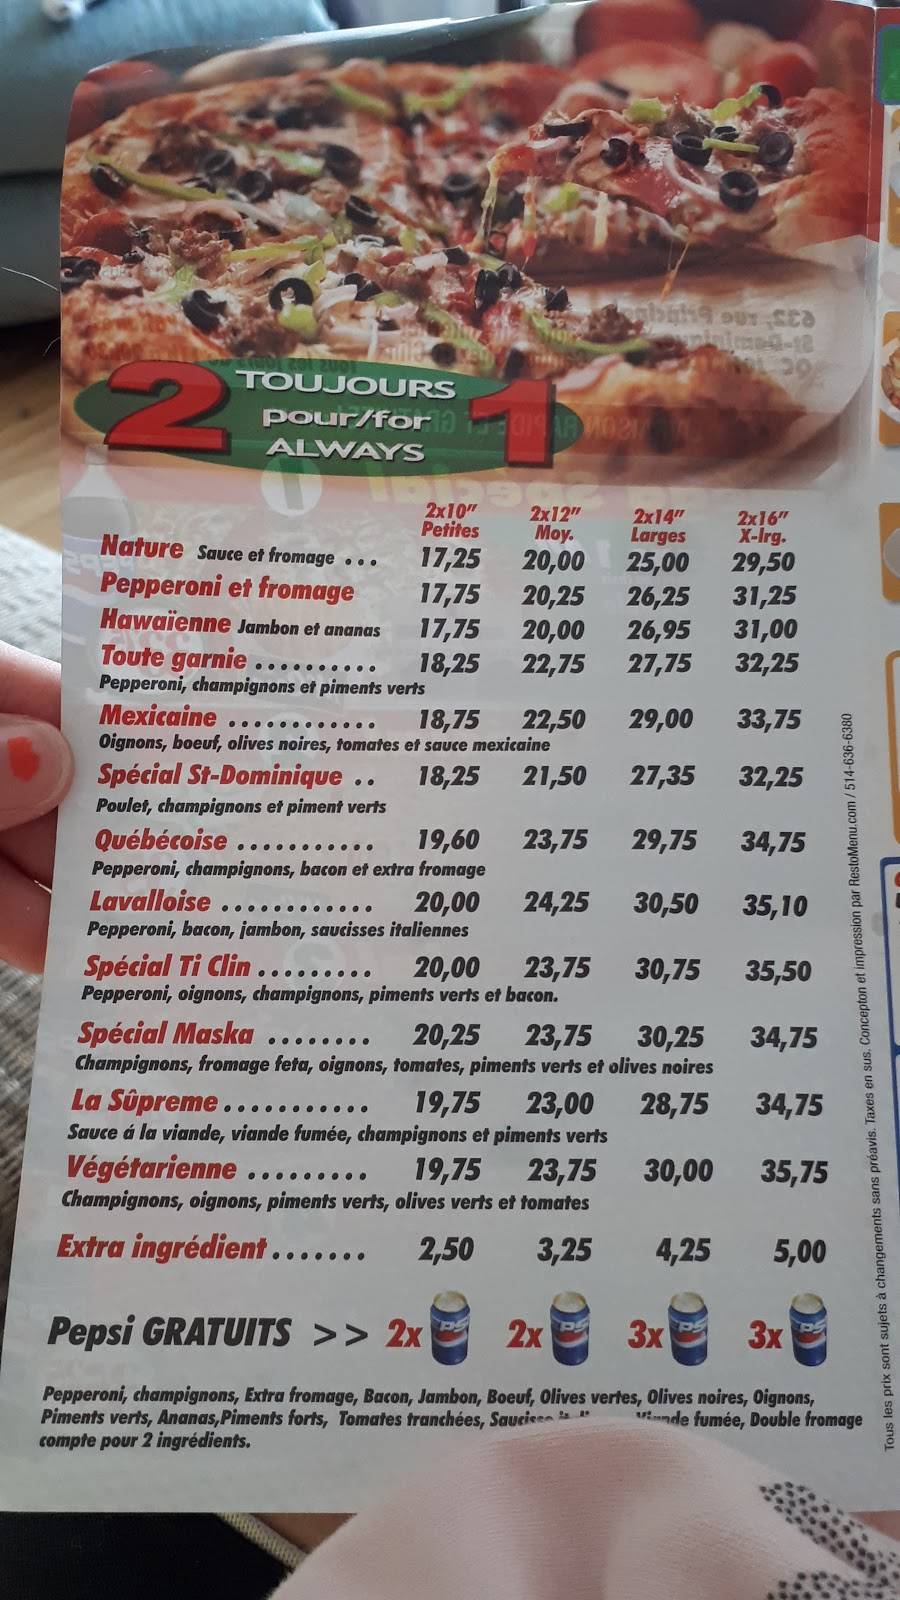 2 TOUJOURS pour/for ALWAYS 1
2x10" 2x12" 2x14" 2x16"
Petites Moy. Larges X-lrg.
Nature Sauce et fromage ... 17,25 20,00 25,00 29,50
Pepperoni et fromage 17,75 20,25 26,25 31,25
Hawaïenne Jambon et ananas 17,75 20,00 26,95 31,00
Toute garnie .......... 18,25 22,75 27,75 32,25
Pepperoni, champignons et piments verts
Mexicaine ............ 18,75 22,50 29,00 33,75
Oignons, boeuf, olives noires, tomates et sauce mexicaine
Spécial St-Dominique .. 18,25 21,50 27,35 32,25
Poulet, champignons et piment verts
Québécoise ........... 19,60 23,75 29,75 34,75
Pepperoni, champignons, bacon et extra fromage
Lavalloise ............ 20,00 24,25 30,50 35,10
Pepperoni, bacon, jambon, saucisses italiennes
Spécial Ti Clin ......... 20,00 23,75 30,75 35,50
Pepperoni, oignons, champignons, piments verts et bacon.
Spécial Maska ........ 20,25 23,75 30,25 34,75
Champignons, fromage feta, oignons, tomates, piments verts et olives noires
La Sûpreme ........... 19,75 23,00 28,75 34,75
Sauce á la viande, viande fumée, champignons et piments verts
Végétarienne ......... 19,75 23,75 30,00 35,75
Champignons, oignons, piments verts, olives verts et tomates
Extra ingrédient ....... 2,50 3,25 4,25 5,00
Pepsi GRATUITS >> 2x 2x 3x 3x
Pepperoni, champignons, Extra fromage, Bacon, Jambon, Boeuf, Olives vertes, Olives noires, Oignons,
Piments verts, Ananas,Piments forts, Tomates tranchées, fumée, Double fromage
compte pour 2 ingrédients.
Tous les prix sont sujets à changements sans préavis. Taxes en sus. Concepton et impression par RestoMenu.com / 514-636-6380